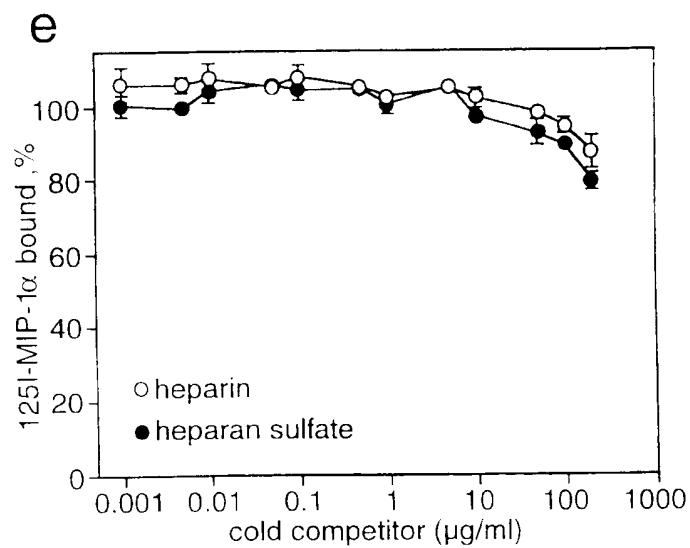 e
100
80
60
40
20
0
125I-MIP-1α bound ,%
○ heparin
● heparan sulfate
0.001 0.01 0.1 1 10 100 1000
cold competitor (µg/ml)